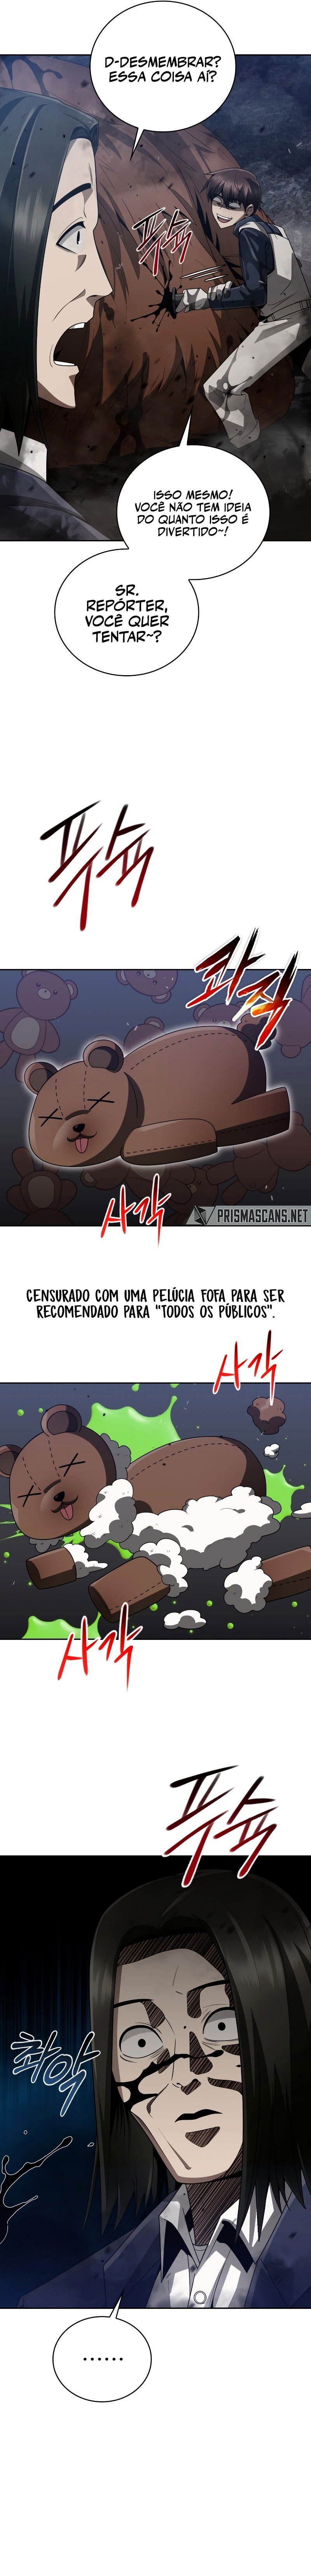 D-DESMEMBRAR?
ESSA COISA AÍ?
푸슉
ISSO MESMO!
VOCÊ NÃO TEM IDEIA
DO QUANTO ISSO É
DIVERTIDO~!
SR.
REPÓRTER,
VOCÊ QUER
TENTAR~?
푸슉
콰직
사각
PRISMASCANS.NET
CENSURADO COM UMA PELÚCIA FOFA PARA SER
RECOMENDADO PARA "TODOS OS PÚBLICOS".
사각
사각
푸슉
촤악
······